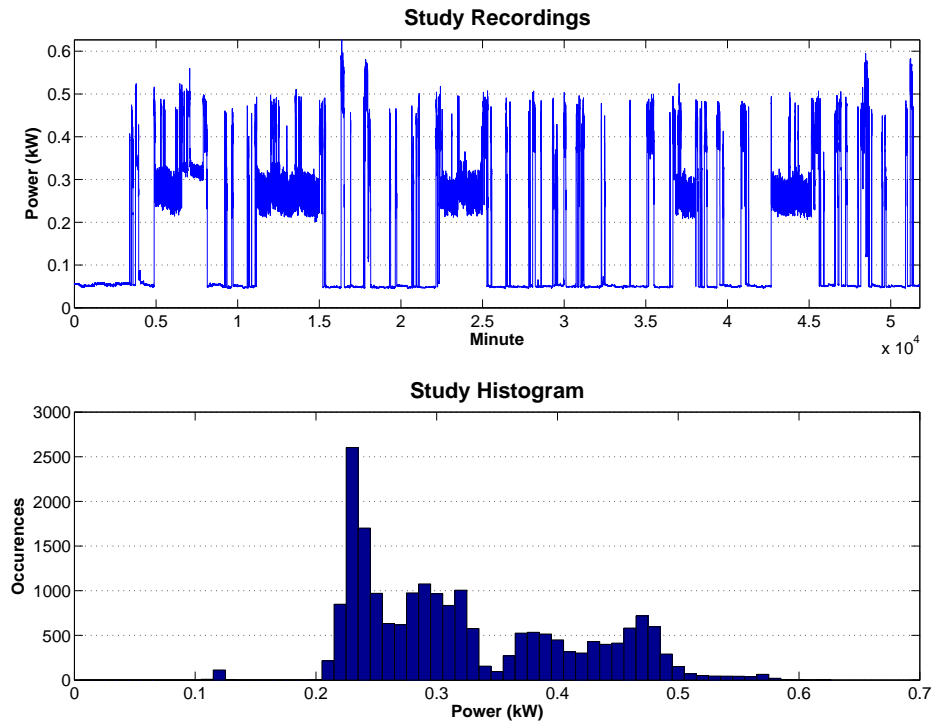 Study Recordings
Power (kW)
0.6
0.5
0.4
0.3
0.2
0.1
0
0 0.5 1 1.5 2 2.5 3 3.5 4 4.5 5
Minute
x 10^4
Study Histogram
Occurences
3000
2500
2000
1500
1000
500
0
0 0.1 0.2 0.3 0.4 0.5 0.6 0.7
Power (kW)